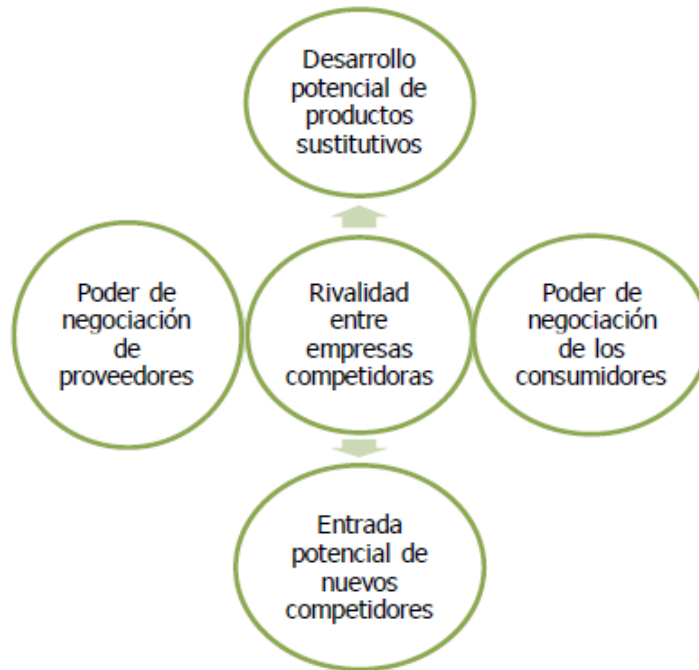 Desarrollo
potencial de
productos
sustitutivos
Poder de
negociación
de
proveedores
Rivalidad
entre
empresas
competidoras
Poder de
negociación
de los
consumidores
Entrada
potencial de
nuevos
competidores